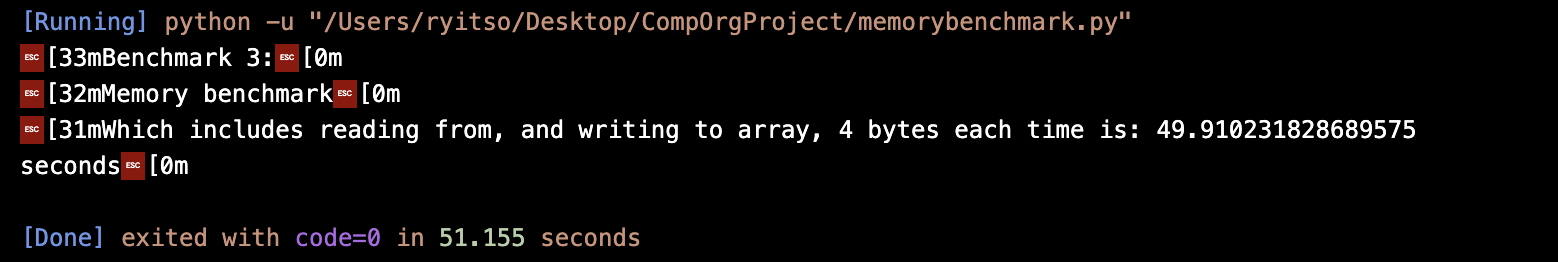 [Running] python -u "/Users/ryitso/Desktop/CompOrgProject/memorybenchmark.py"
ESC[33mBenchmark 3:ESC[0m
ESC[32mMemory benchmarkESC[0m
ESC[31mWhich includes reading from, and writing to array, 4 bytes each time is: 49.910231828689575
secondsESC[0m
[Done] exited with code=0 in 51.155 seconds